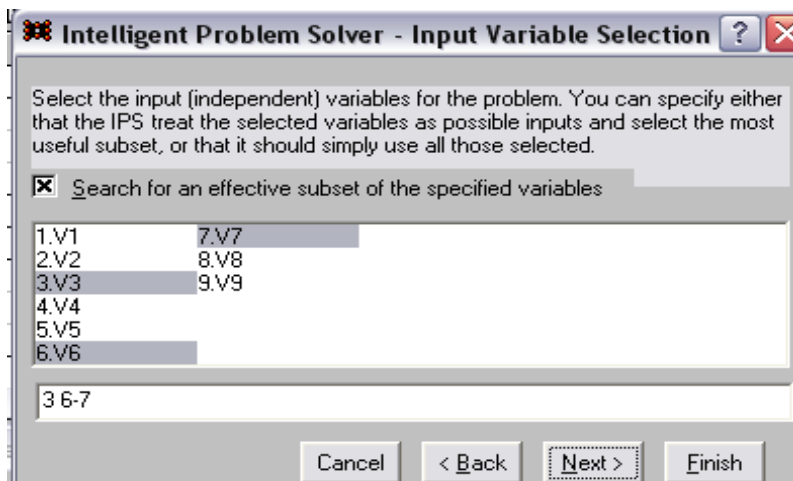 Intelligent Problem Solver - Input Variable Selection
Select the input (independent) variables for the problem. You can specify either
that the IPS treat the selected variables as possible inputs and select the most
useful subset, or that it should simply use all those selected.
Search for an effective subset of the specified variables
1.V1
2.V2
3.V3
4.V4
5.V5
6.V6
7.V7
8.V8
9.V9
3 6-7
Cancel
< Back
Next >
Finish